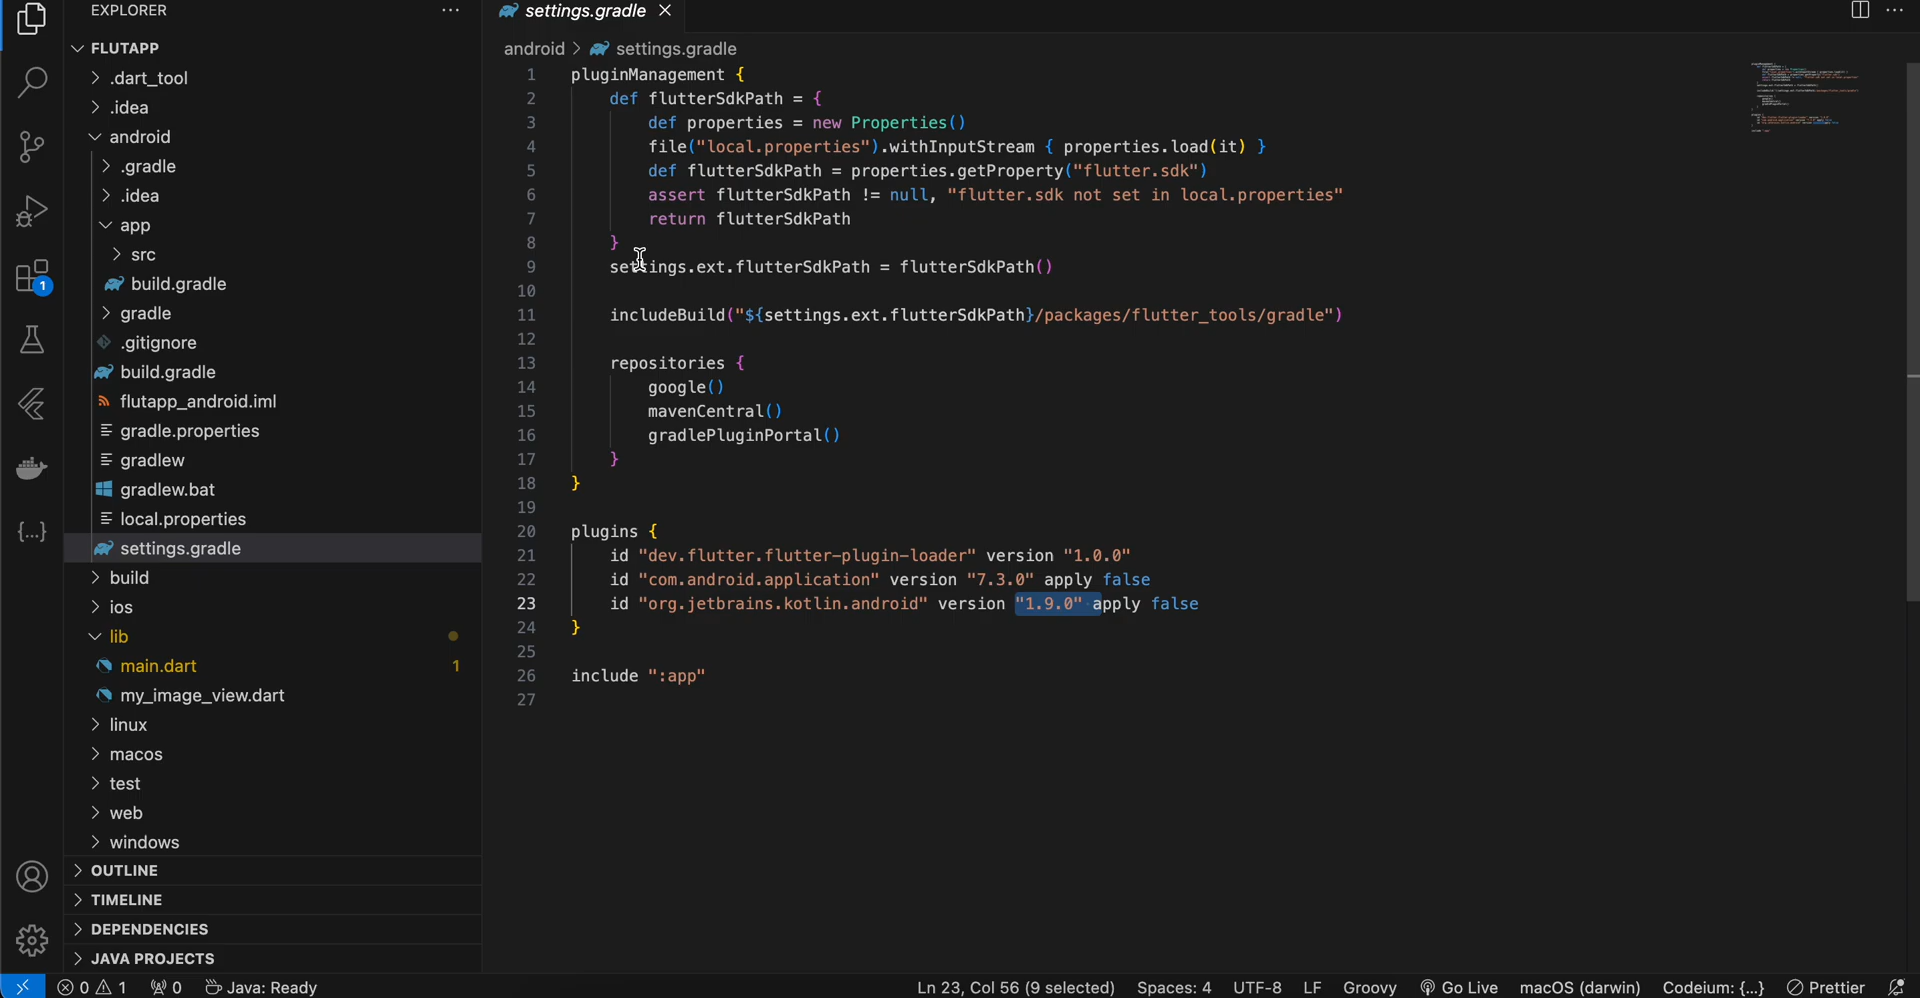 EXPLORER
FLUTAPP
.dart_tool
.idea
android
.gradle
.idea
app
src
build.gradle
gradle
.gitignore
build.gradle
flutapp_android.iml
gradle.properties
gradlew
gradlew.bat
local.properties
settings.gradle
build
ios
lib
main.dart 1
my_image_view.dart
linux
macos
test
web
windows
OUTLINE
TIMELINE
DEPENDENCIES
JAVA PROJECTS
1
settings.gradle
android > settings.gradle
1 pluginManagement {
2 def flutterSdkPath = {
3 def properties = new Properties()
4 file("local.properties").withInputStream { properties.load(it) }
5 def flutterSdkPath = properties.getProperty("flutter.sdk")
6 assert flutterSdkPath != null, "flutter.sdk not set in local.properties"
7 return flutterSdkPath
8 }
9 settings.ext.flutterSdkPath = flutterSdkPath()
10
11 includeBuild("${settings.ext.flutterSdkPath}/packages/flutter_tools/gradle")
12
13 repositories {
14 google()
15 mavenCentral()
16 gradlePluginPortal()
17 }
18 }
19
20 plugins {
21 id "dev.flutter.flutter-plugin-loader" version "1.0.0"
22 id "com.android.application" version "7.3.0" apply false
23 id "org.jetbrains.kotlin.android" version "1.9.0" apply false
24 }
25
26 include ":app"
27
0 1 0 Java: Ready Ln 23, Col 56 (9 selected) Spaces: 4 UTF-8 LF Groovy Go Live macOS (darwin) Codeium: {...} Prettier